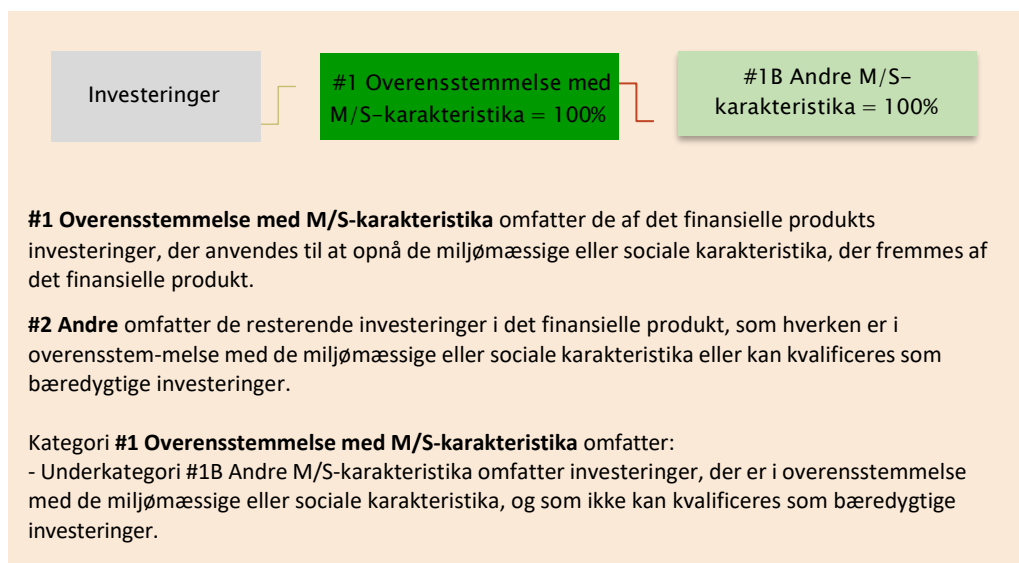 Investeringer
#1 Overensstemmelse med
M/S-karakteristika = 100%
#1B Andre M/S-
karakteristika = 100%
#1 Overensstemmelse med M/S-karakteristika omfatter de af det finansielle produkts
investeringer, der anvendes til at opnå de miljømæssige eller sociale karakteristika, der fremmes af
det finansielle produkt.
#2 Andre omfatter de resterende investeringer i det finansielle produkt, som hverken er i
overensstem-melse med de miljømæssige eller sociale karakteristika eller kan kvalificeres som
bæredygtige investeringer.
Kategori #1 Overensstemmelse med M/S-karakteristika omfatter:
- Underkategori #1B Andre M/S-karakteristika omfatter investeringer, der er i overensstemmelse
med de miljømæssige eller sociale karakteristika, og som ikke kan kvalificeres som bæredygtige
investeringer.